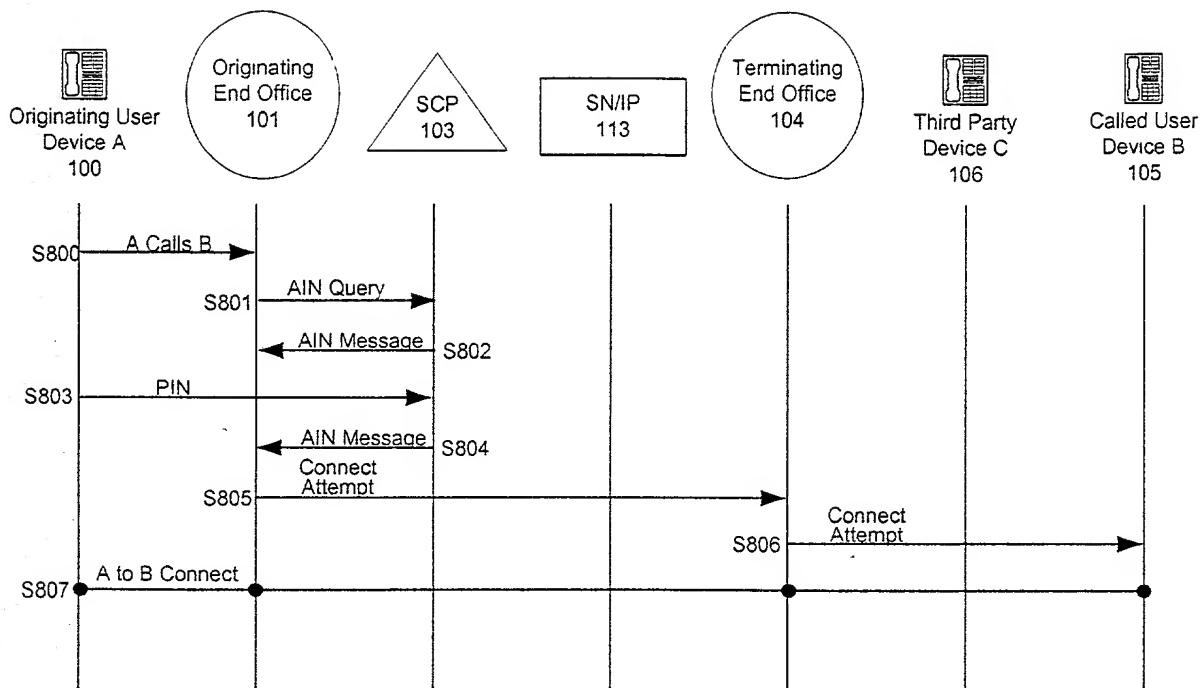 Originating User
Device A
100
Originating
End Office
101
SCP
103
SN/IP
113
Terminating
End Office
104
Third Party
Device C
106
Called User
Device B
105
S800
A Calls B
S801
AIN Query
AIN Message
S802
S803
PIN
AIN Message
S804
S805
Connect
Attempt
S806
Connect
Attempt
S807
A to B Connect